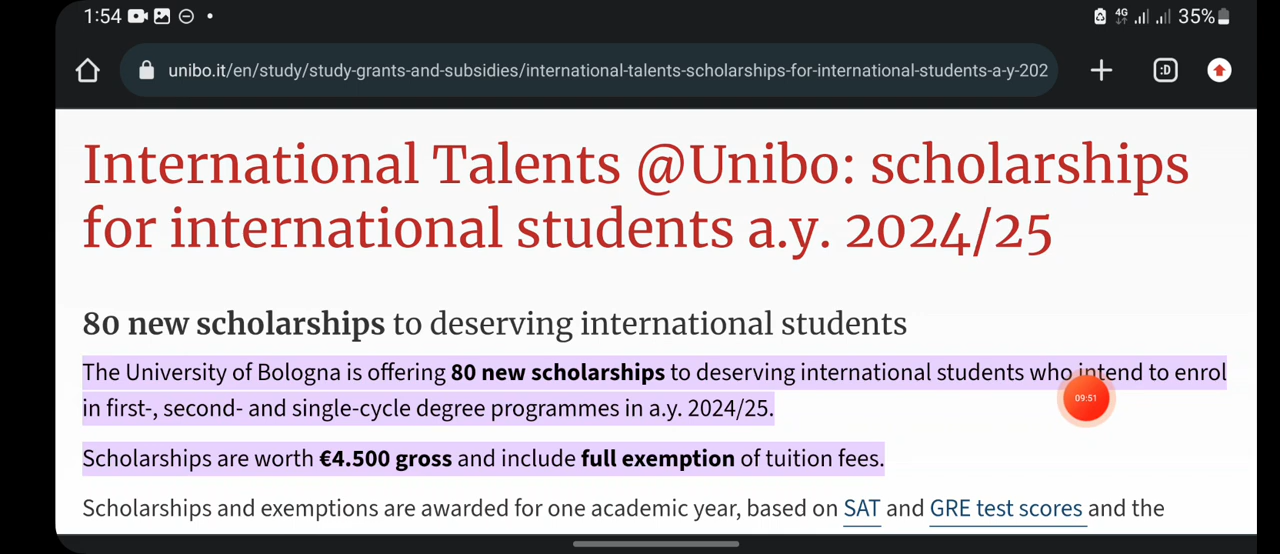 1:54
4G 35%
unibo.it/en/study/study-grants-and-subsidies/international-talents-scholarships-for-international-students-a-y-202
:D
International Talents @Unibo: scholarships
for international students a.y. 2024/25
80 new scholarships to deserving international students
The University of Bologna is offering 80 new scholarships to deserving international students who intend to enrol
in first-, second- and single-cycle degree programmes in a.y. 2024/25.
09:51
Scholarships are worth €4.500 gross and include full exemption of tuition fees.
Scholarships and exemptions are awarded for one academic year, based on SAT and GRE test scores and the